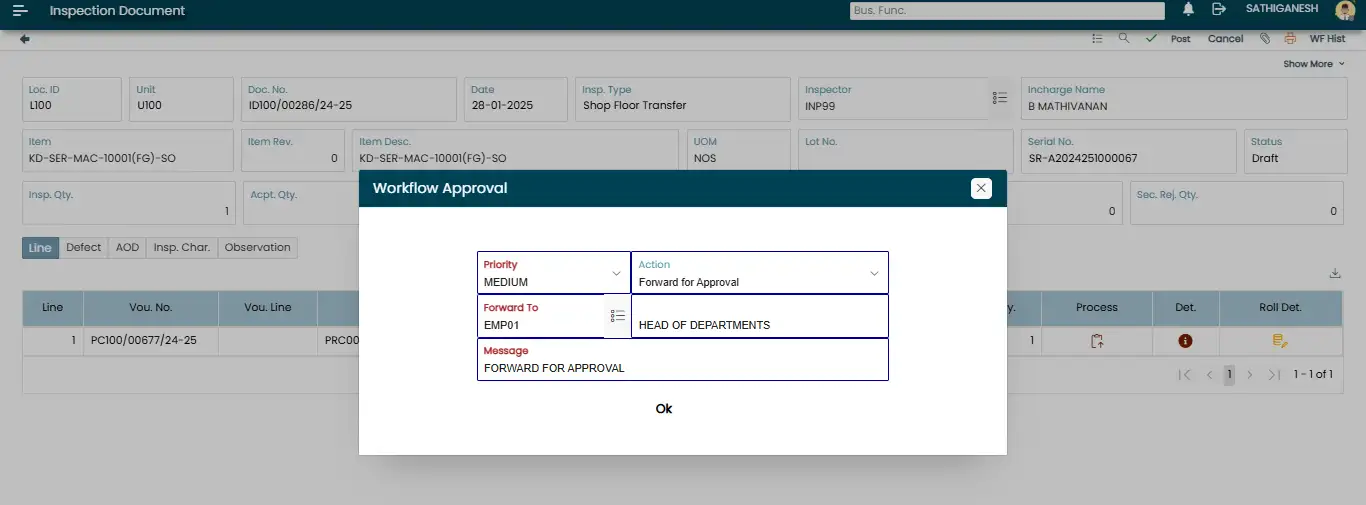 Inspection Document
Bus. Func.
SATHIGANESH
Post
Cancel
WF Hist
Show More
Loc. ID
L100
Unit
U100
Doc. No.
ID100/00286/24-25
Date
28-01-2025
Insp. Type
Shop Floor Transfer
Inspector
INP99
Incharge Name
B MATHIVANAN
Item
KD-SER-MAC-10001(FG)-SO
Item Rev.
0
Item Desc.
KD-SER-MAC-10001(FG)-SO
UOM
NOS
Lot No.
Serial No.
SR-A2024251000067
Status
Draft
Insp. Qty.
1
Acpt. Qty.
0
Sec. Rej. Qty.
0
Workflow Approval
Priority
MEDIUM
Action
Forward for Approval
Forward To
EMP01
HEAD OF DEPARTMENTS
Message
FORWARD FOR APPROVAL
Ok
Line
Defect
AOD
Insp. Char.
Observation
Line
Vou. No.
Vou. Line
y.
Process
Det.
Roll Det.
1
PC100/00677/24-25
PRC00
1
1
1 - 1 of 1